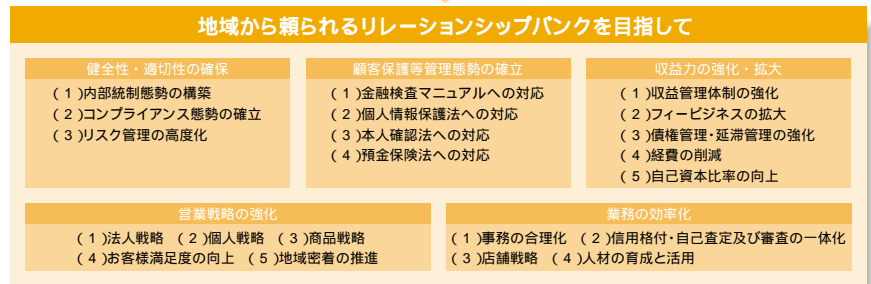 地域から頼られるリレーションシップバンクを目指して
健全性・適切性の確保
(1)内部統制態勢の構築
(2)コンプライアンス態勢の確立
(3)リスク管理の高度化
顧客保護等管理態勢の確立
(1)金融検査マニュアルへの対応
(2)個人情報保護法への対応
(3)本人確認法への対応
(4)預金保険法への対応
収益力の強化・拡大
(1)収益管理体制の強化
(2)フィービジネスの拡大
(3)債権管理・延滞管理の強化
(4)経費の削減
(5)自己資本比率の向上
営業戦略の強化
(1)法人戦略 (2)個人戦略 (3)商品戦略
(4)お客様満足度の向上 (5)地域密着の推進
業務の効率化
(1)事務の合理化 (2)信用格付・自己査定及び審査の一体化
(3)店舗戦略 (4)人材の育成と活用